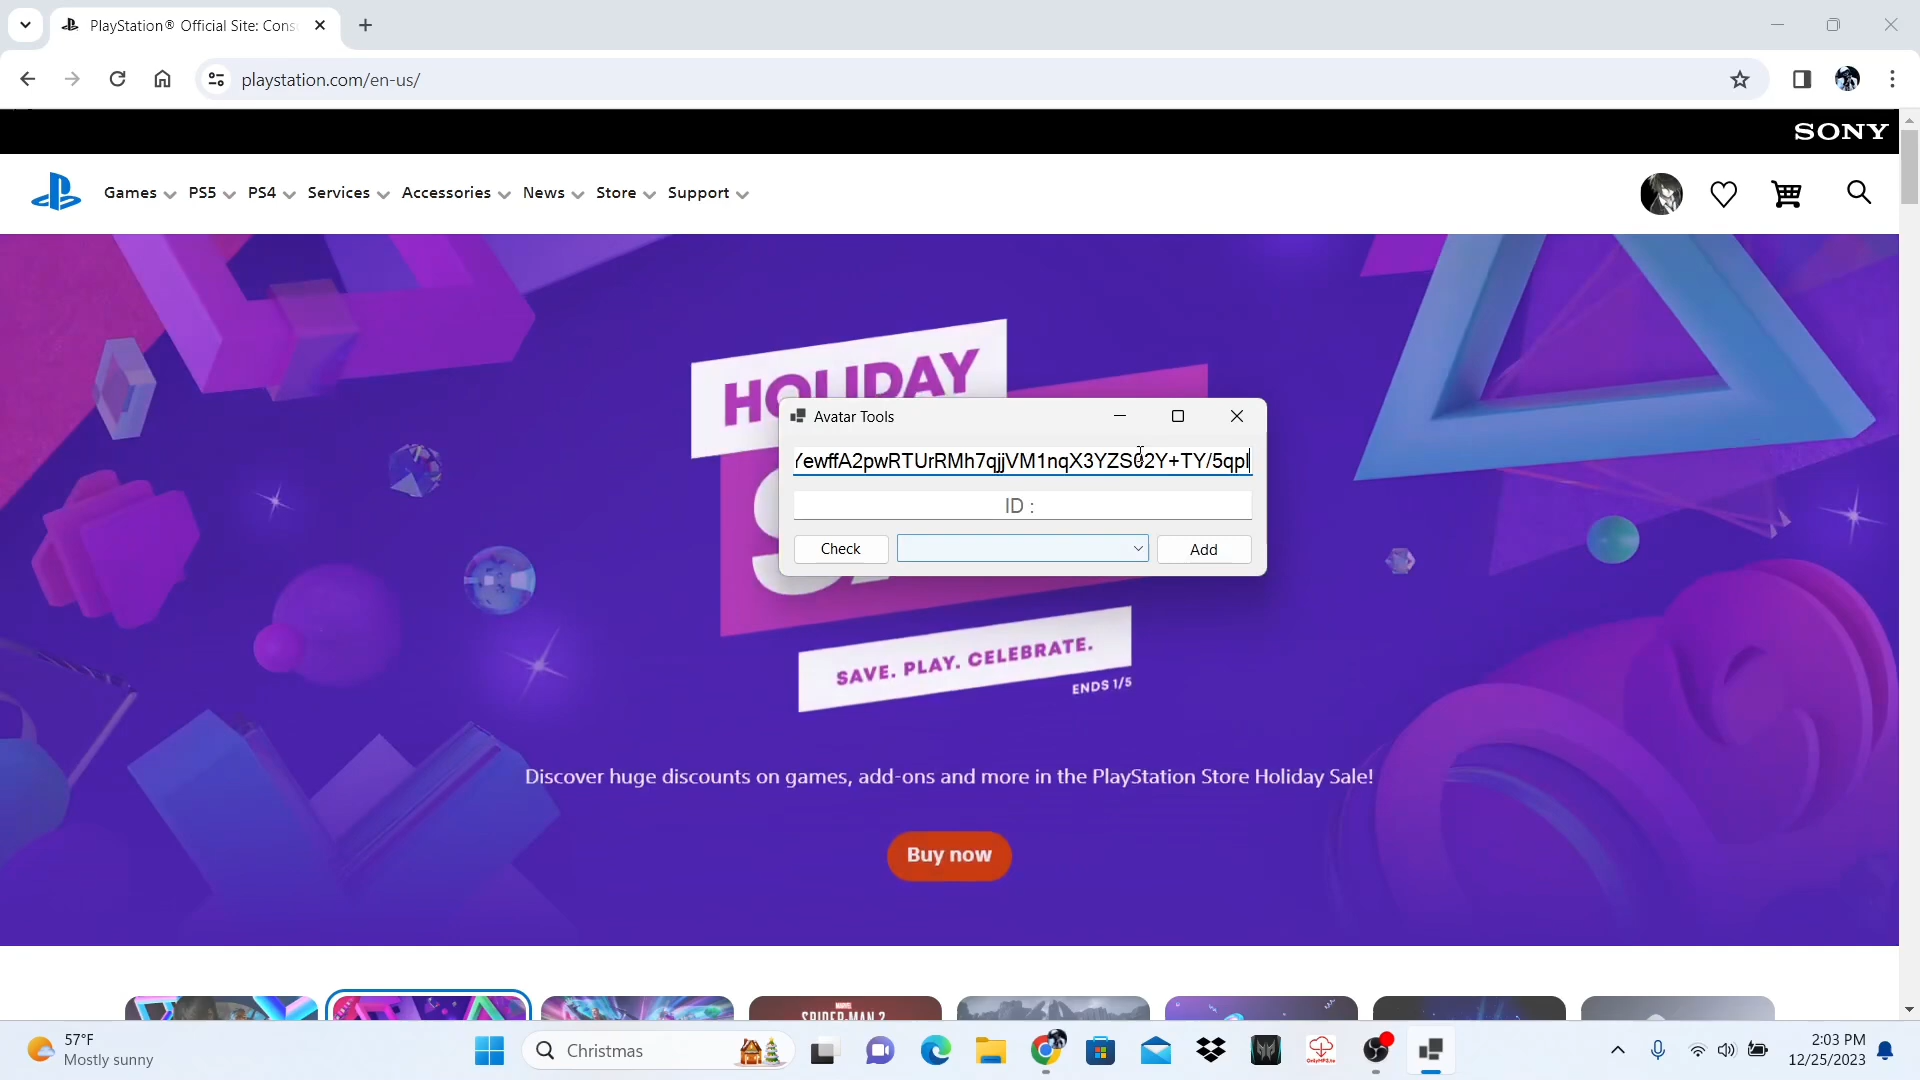 PlayStation® Official Site: Cons
playstation.com/en-us/
SONY
Games PS5 PS4 Services Accessories News Store Support
HOLIDAY
Avatar Tools
YewffA2pwRTUrRMh7qjjVM1nqX3YZS02Y+TY/5qpI
ID :
Check Add
SAVE. PLAY. CELEBRATE.
ENDS 1/5
Discover huge discounts on games, add-ons and more in the PlayStation Store Holiday Sale!
Buy now
MARVEL
SPIDER-MAN 2
57°F
Mostly sunny
Christmas
2:03 PM
12/25/2023